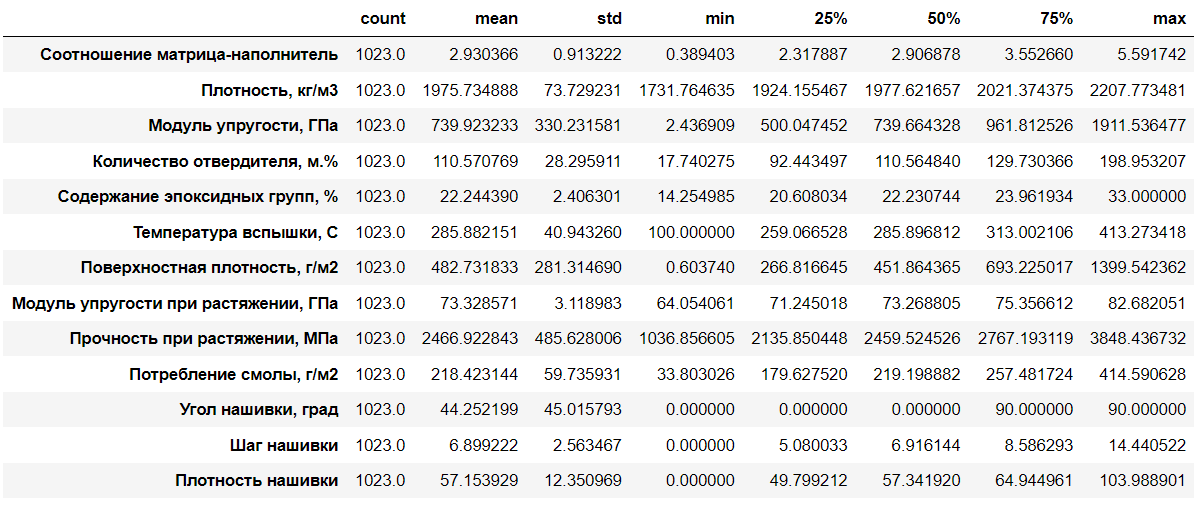 count mean std min 25% 50% 75% max
Соотношение матрица-наполнитель 1023.0 2.930366 0.913222 0.389403 2.317887 2.906878 3.552660 5.591742
Плотность, кг/м3 1023.0 1975.734888 73.729231 1731.764635 1924.155467 1977.621657 2021.374375 2207.773481
Модуль упругости, ГПа 1023.0 739.923233 330.231581 2.436909 500.047452 739.664328 961.812526 1911.536477
Количество отвердителя, м.% 1023.0 110.570769 28.295911 17.740275 92.443497 110.564840 129.730366 198.953207
Содержание эпоксидных групп, % 1023.0 22.244390 2.406301 14.254985 20.608034 22.230744 23.961934 33.000000
Температура вспышки, С 1023.0 285.882151 40.943260 100.000000 259.066528 285.896812 313.002106 413.273418
Поверхностная плотность, г/м2 1023.0 482.731833 281.314690 0.603740 266.816645 451.864365 693.225017 1399.542362
Модуль упругости при растяжении, ГПа 1023.0 73.328571 3.118983 64.054061 71.245018 73.268805 75.356612 82.682051
Прочность при растяжении, МПа 1023.0 2466.922843 485.628006 1036.856605 2135.850448 2459.524526 2767.193119 3848.436732
Потребление смолы, г/м2 1023.0 218.423144 59.735931 33.803026 179.627520 219.198882 257.481724 414.590628
Угол нашивки, град 1023.0 44.252199 45.015793 0.000000 0.000000 0.000000 90.000000 90.000000
Шаг нашивки 1023.0 6.899222 2.563467 0.000000 5.080033 6.916144 8.586293 14.440522
Плотность нашивки 1023.0 57.153929 12.350969 0.000000 49.799212 57.341920 64.944961 103.988901